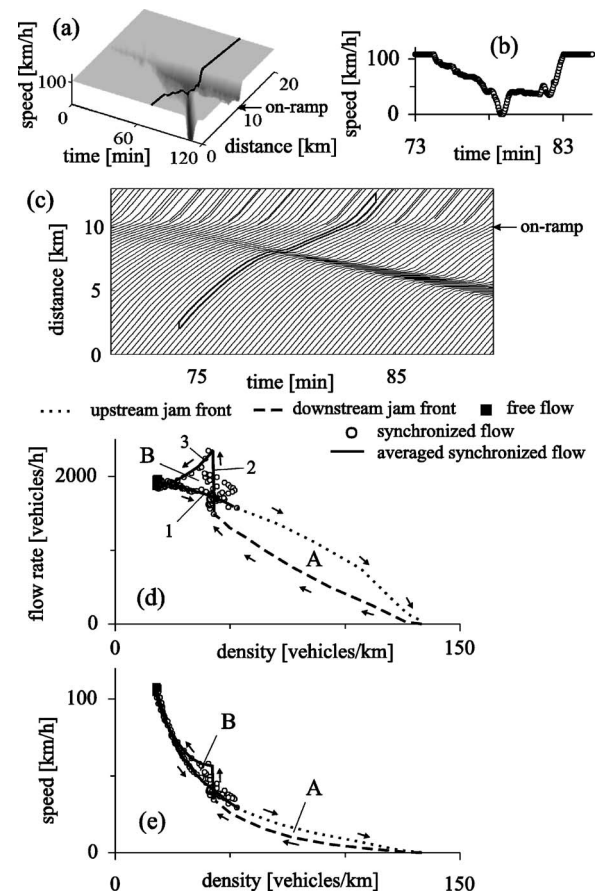 (a)
speed [km/h]
100
0
0
60
120
time [min]
0
10
20
distance [km]
on-ramp
(b)
speed [km/h]
100
0
73
83
time [min]
(c)
distance [km]
10
5
0
on-ramp
75
85
time [min]
upstream jam front
downstream jam front
free flow
synchronized flow
averaged synchronized flow
flow rate [vehicles/h]
2000
0
3
B
2
1
A
(d)
0
150
density [vehicles/km]
speed [km/h]
100
0
B
A
(e)
0
150
density [vehicles/km]